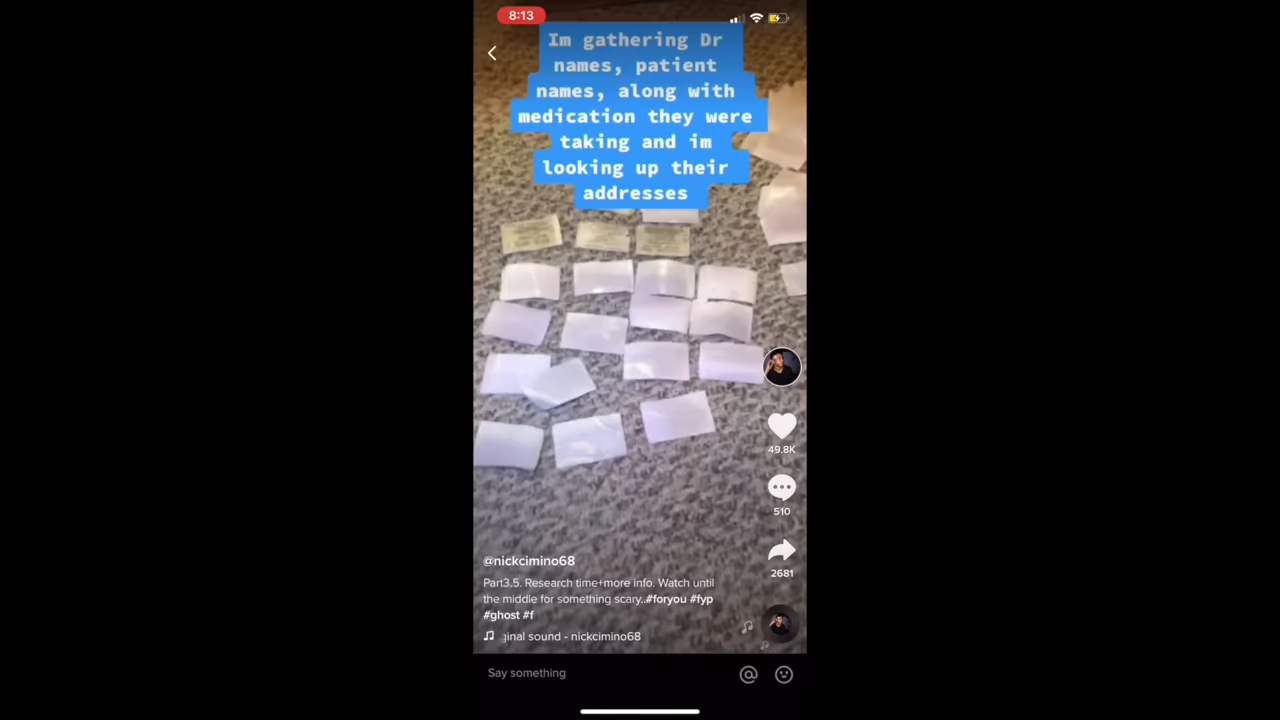 8:13
Im gathering Dr
names, patient
names, along with
medication they were
taking and im
looking up their
addresses
49.8K
510
2681
@nickcimino68
Part3,5. Research time+more info. Watch until
the middle for something scary..#foryou #fyp
#ghost #f
ginal sound - nickcimino68
Say something